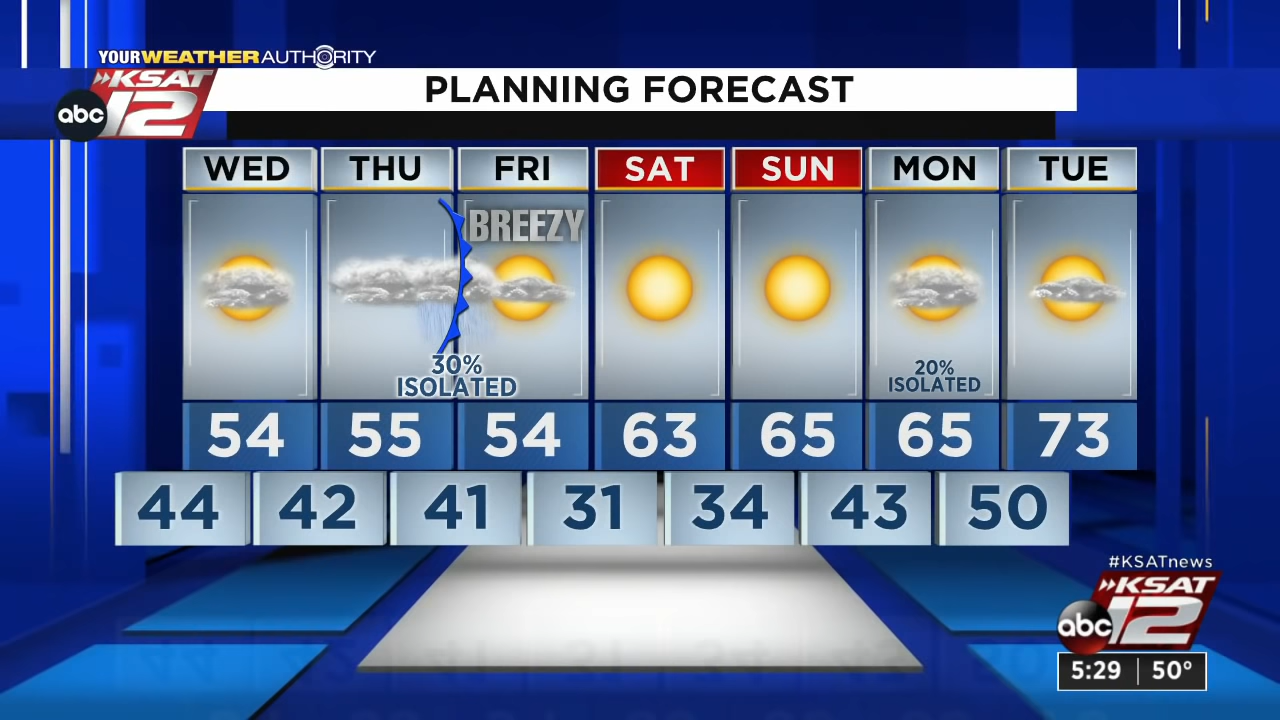 YOURWEATHERAUTHORITY
KSAT
abc 12
PLANNING FORECAST
WED THU FRI SAT SUN MON TUE
BREEZY
30%
ISOLATED
20%
ISOLATED
54 55 54 63 65 65 73
44 42 41 31 34 43 50
#KSATnews
KSAT
abc 12
5:29 50°